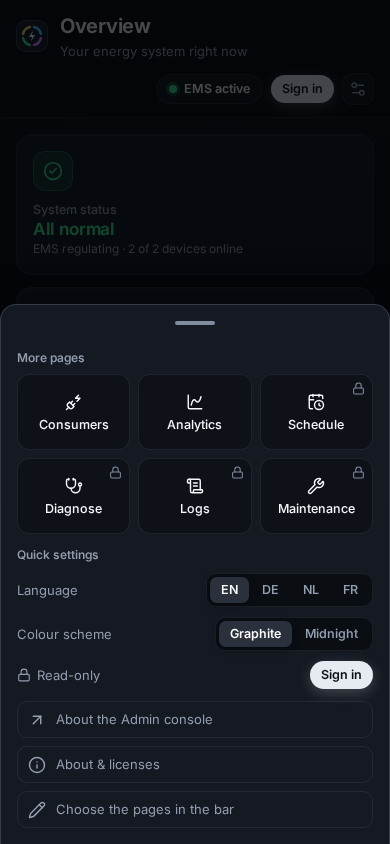 Overview
Your energy system right now
EMS active
Sign in
System status
All normal
EMS regulating · 2 of 2 devices online
More pages
Consumers
Analytics
Schedule
Diagnose
Logs
Maintenance
Quick settings
Language
EN DE NL FR
Colour scheme
Graphite Midnight
Read-only
Sign in
About the Admin console
About & licenses
Choose the pages in the bar